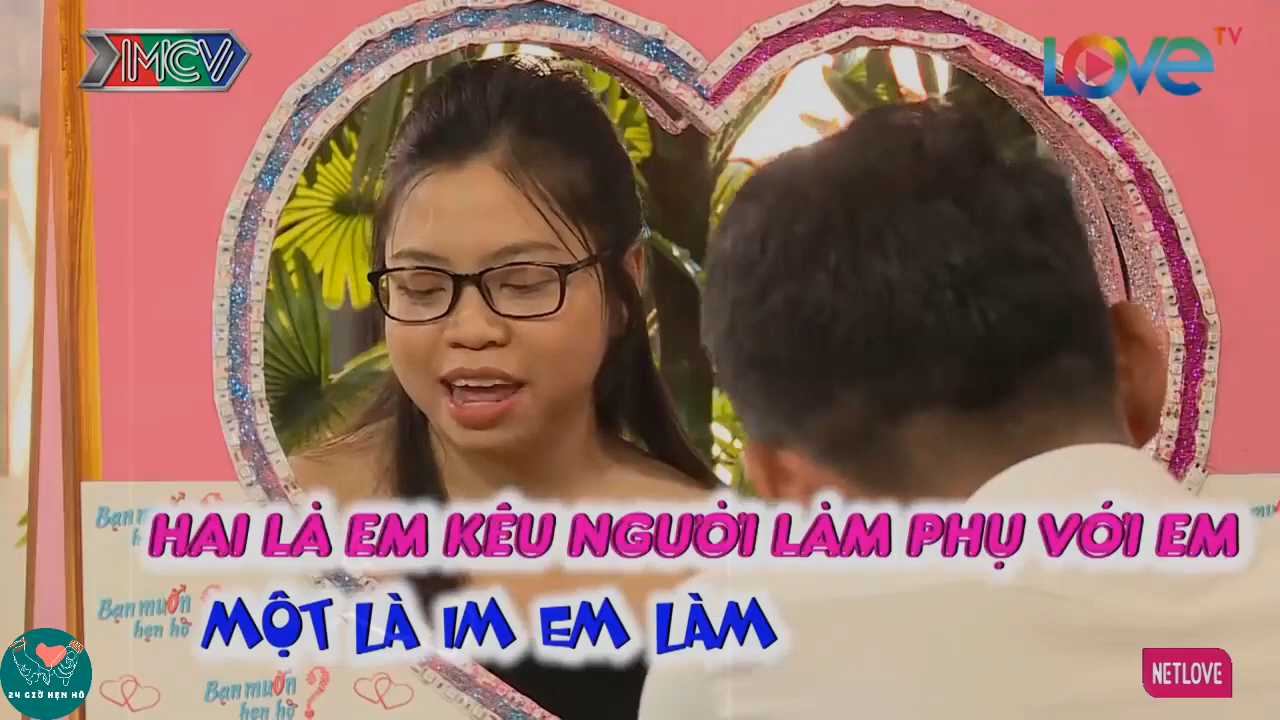 MCV
LOVE TV
HAI LÀ EM KÊU NGƯỜI LÀM PHỤ VỚI EM
MỘT LÀ IM EM LÀM
Bạn muốn
hẹn hò
Bạn muốn
hẹn hò
?
24 GIỜ HẸN HÒ
NETLOVE